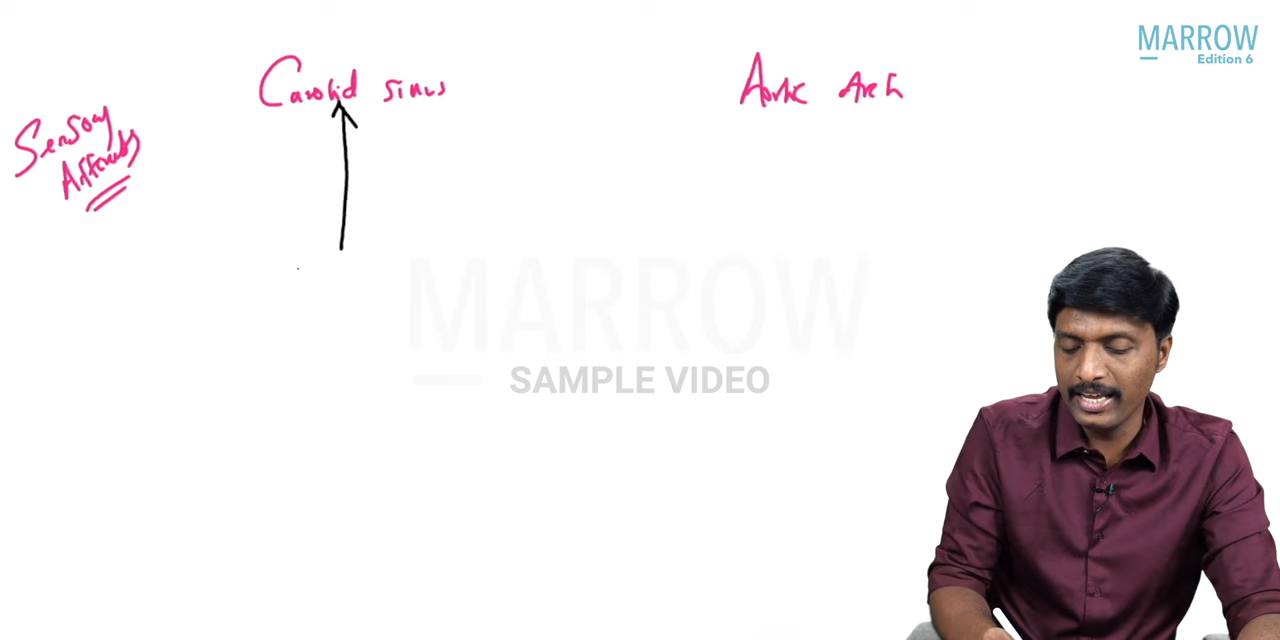 MARROW
Edition 6
Carotid sinus
Aortic Arch
Sensory
Afferents
MARROW
SAMPLE VIDEO